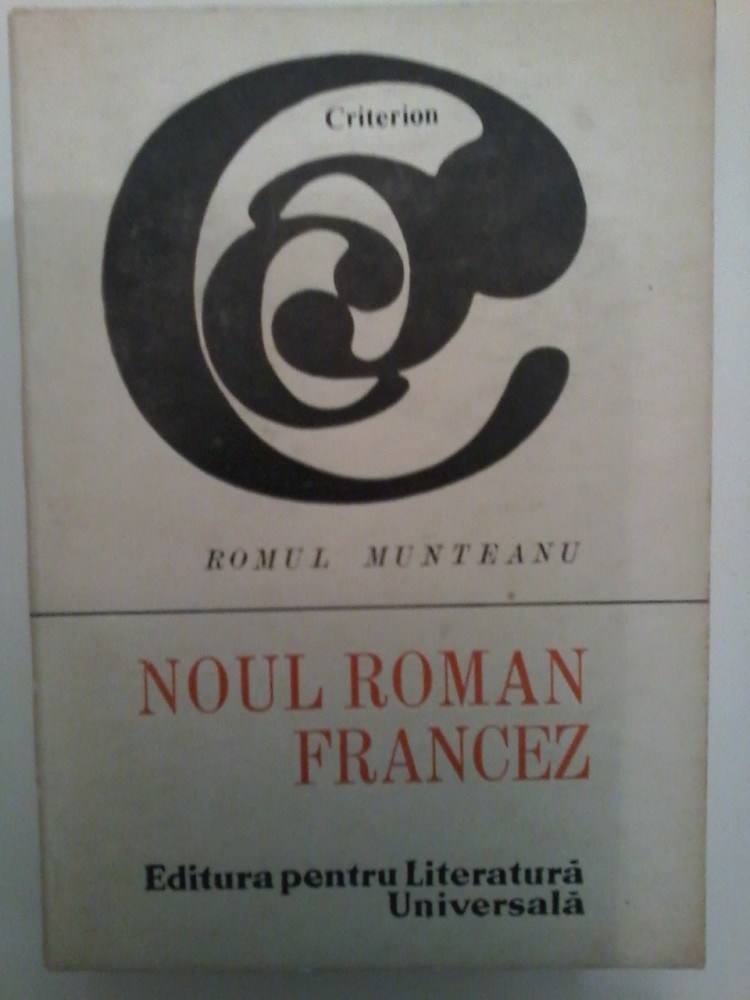 Criterion
ROMUL MUNTEANU
NOUL ROMAN
FRANCEZ
Editura pentru Literatură
Universală